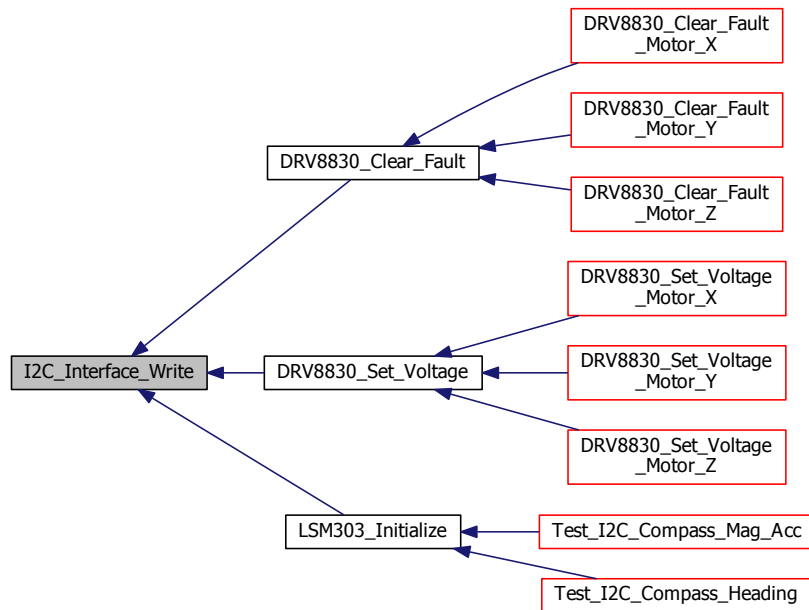 DRV8830_Clear_Fault
_Motor_X
DRV8830_Clear_Fault
_Motor_Y
DRV8830_Clear_Fault
DRV8830_Clear_Fault
_Motor_Z
DRV8830_Set_Voltage
_Motor_X
I2C_Interface_Write
DRV8830_Set_Voltage
DRV8830_Set_Voltage
_Motor_Y
DRV8830_Set_Voltage
_Motor_Z
LSM303_Initialize
Test_I2C_Compass_Mag_Acc
Test_I2C_Compass_Heading